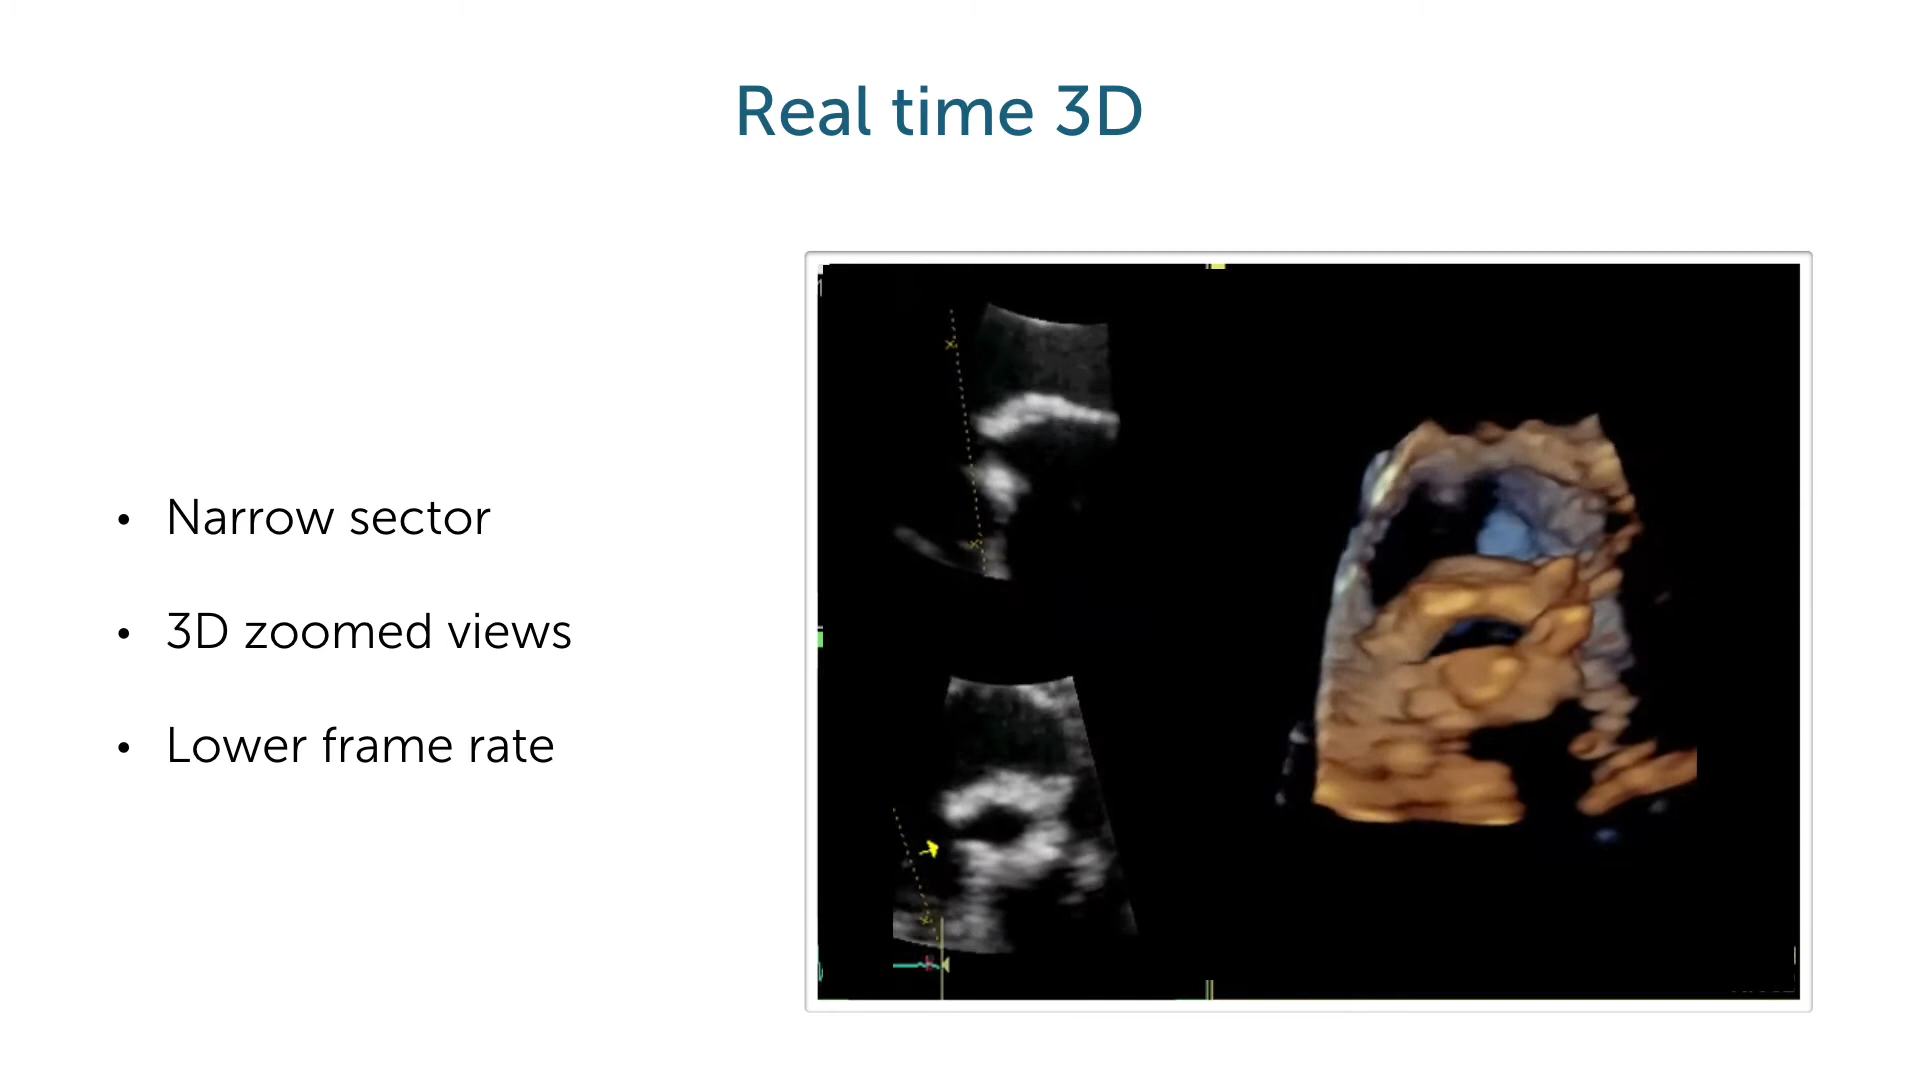 Real time 3D
• Narrow sector
• 3D zoomed views
• Lower frame rate